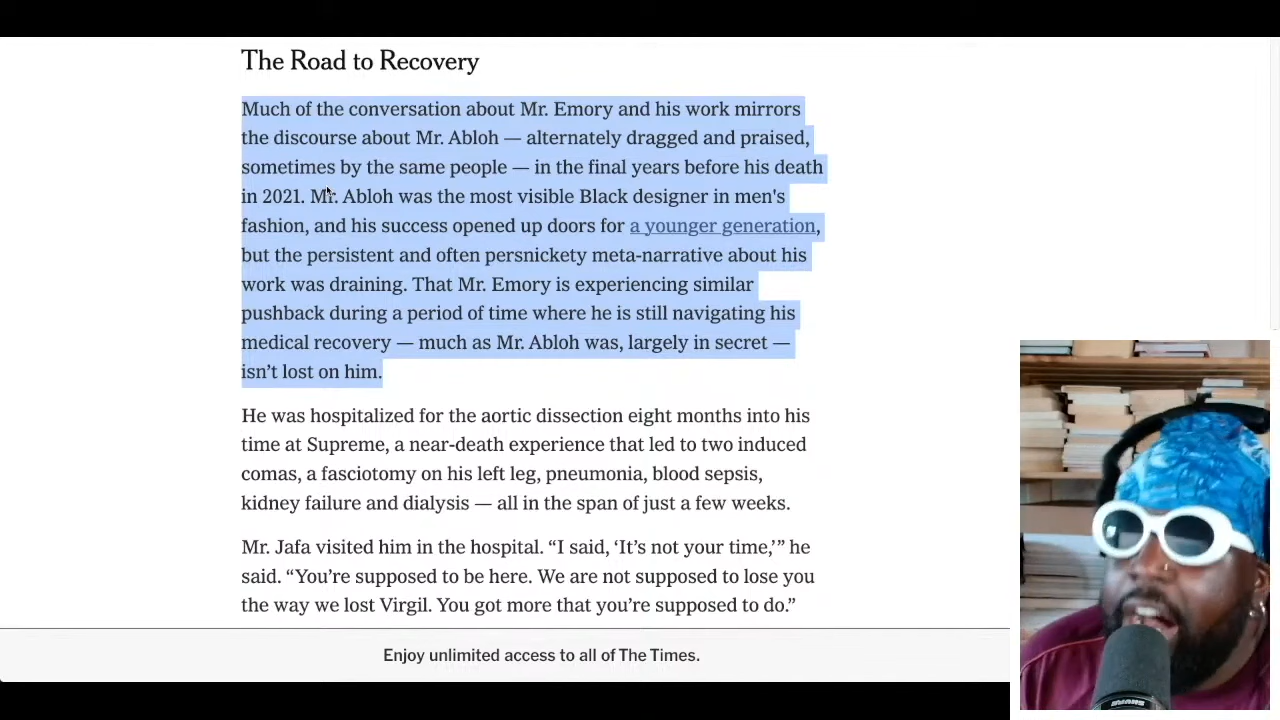 The Road to Recovery
Much of the conversation about Mr. Emory and his work mirrors
the discourse about Mr. Abloh — alternately dragged and praised,
sometimes by the same people — in the final years before his death
in 2021. Mr. Abloh was the most visible Black designer in men's
fashion, and his success opened up doors for a younger generation,
but the persistent and often persnickety meta-narrative about his
work was draining. That Mr. Emory is experiencing similar
pushback during a period of time where he is still navigating his
medical recovery — much as Mr. Abloh was, largely in secret —
isn’t lost on him.
He was hospitalized for the aortic dissection eight months into his
time at Supreme, a near-death experience that led to two induced
comas, a fasciotomy on his left leg, pneumonia, blood sepsis,
kidney failure and dialysis — all in the span of just a few weeks.
Mr. Jafa visited him in the hospital. “I said, ‘It’s not your time,’” he
said. “You’re supposed to be here. We are not supposed to lose you
the way we lost Virgil. You got more that you’re supposed to do.”
Enjoy unlimited access to all of The Times.